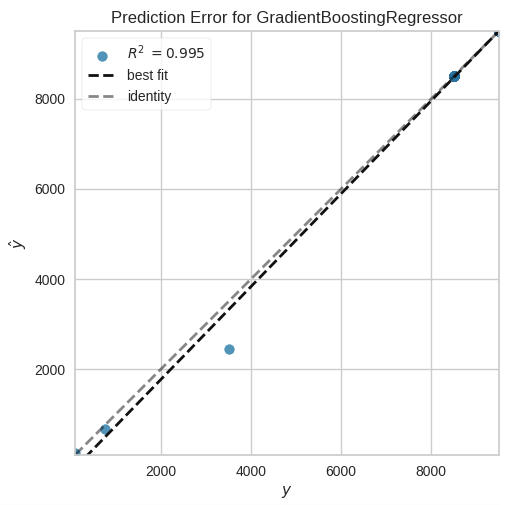 Prediction Error for GradientBoostingRegressor
R² = 0.995
best fit
identity
8000
6000
4000
2000
ŷ
2000 4000 6000 8000
y